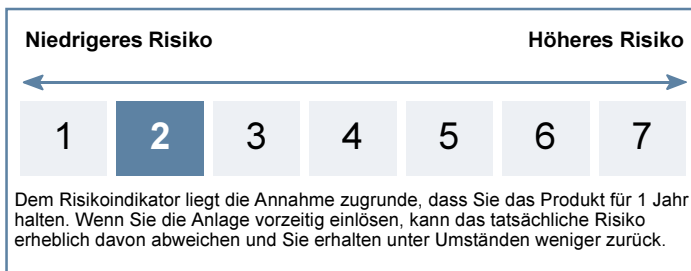 Niedrigeres Risiko Höheres Risiko
1 2 3 4 5 6 7
Dem Risikoindikator liegt die Annahme zugrunde, dass Sie das Produkt für 1 Jahr
halten. Wenn Sie die Anlage vorzeitig einlösen, kann das tatsächliche Risiko
erheblich davon abweichen und Sie erhalten unter Umständen weniger zurück.